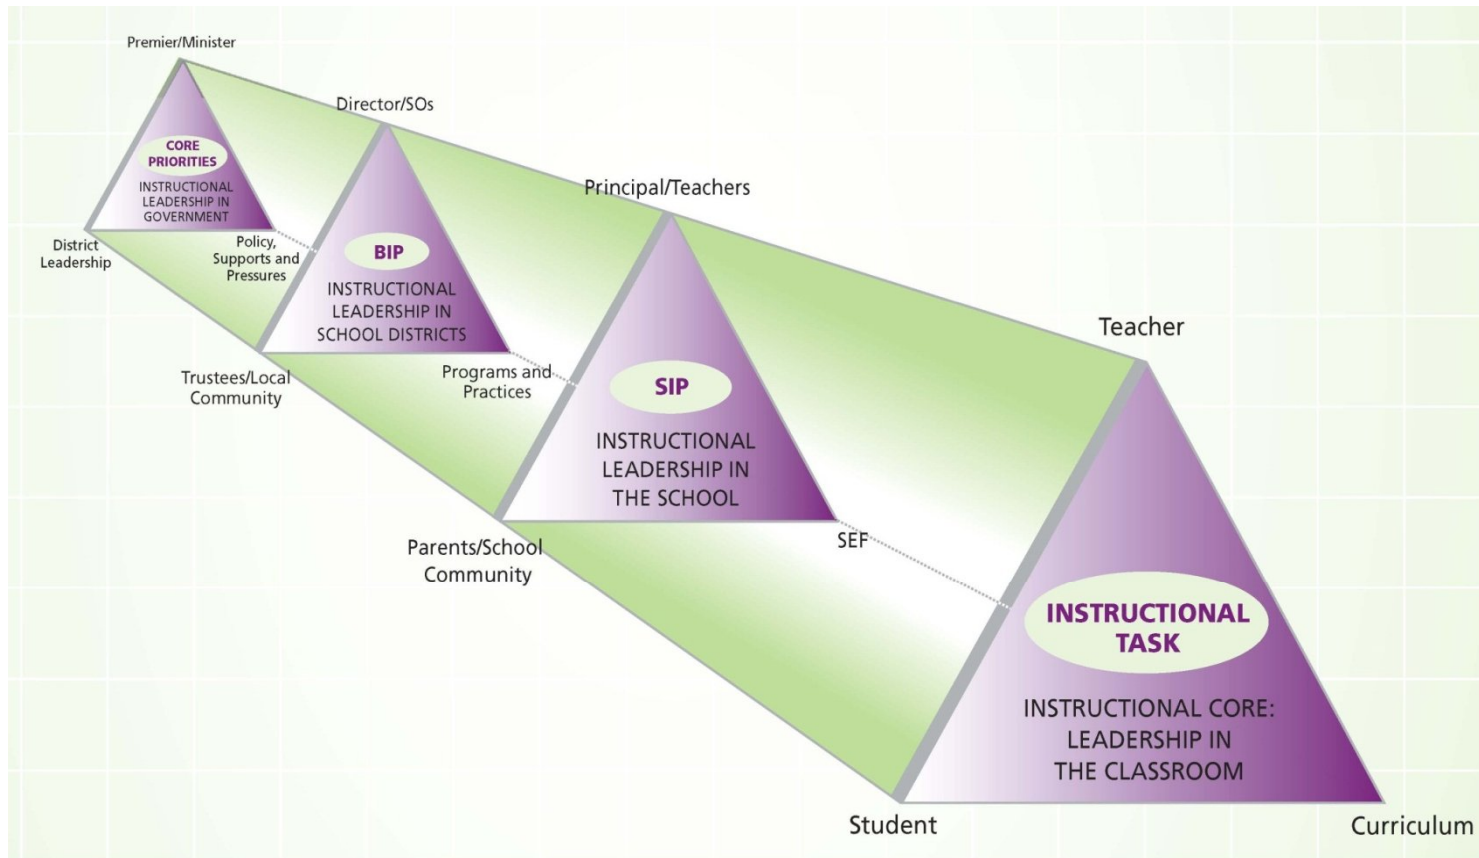 Premier/Minister
CORE
PRIORITIES
INSTRUCTIONAL
LEADERSHIP IN
GOVERNMENT
District
Leadership
Policy,
Supports and
Pressures
Director/SOs
BIP
INSTRUCTIONAL
LEADERSHIP IN
SCHOOL DISTRICTS
Trustees/Local
Community
Programs and
Practices
Principal/Teachers
SIP
INSTRUCTIONAL
LEADERSHIP IN
THE SCHOOL
Parents/School
Community
SEF
Teacher
INSTRUCTIONAL
TASK
INSTRUCTIONAL CORE:
LEADERSHIP IN
THE CLASSROOM
Student
Curriculum